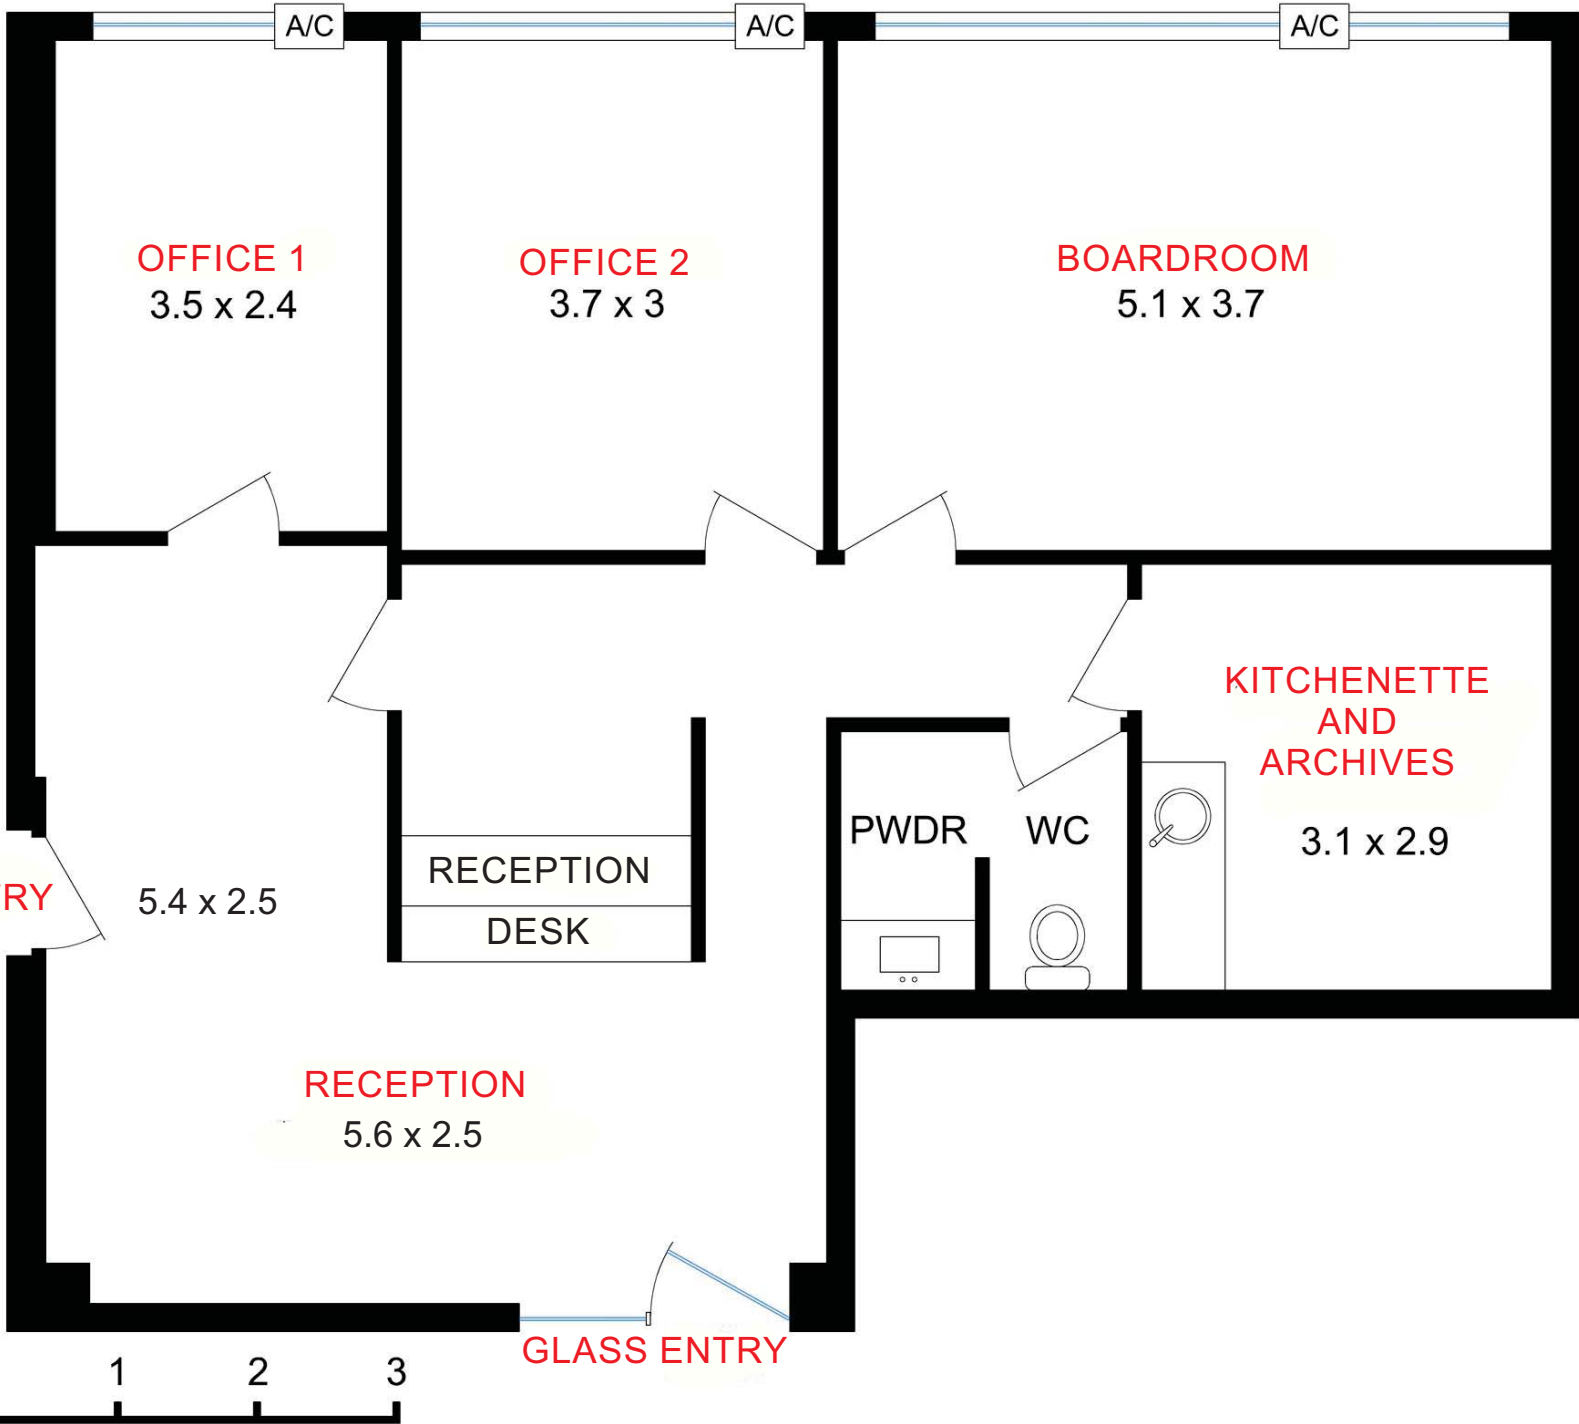 A/C
A/C
A/C
OFFICE 1
3.5 x 2.4
OFFICE 2
3.7 x 3
BOARDROOM
5.1 x 3.7
KITCHENETTE
AND
ARCHIVES
3.1 x 2.9
PWDR
WC
RECEPTION
DESK
RY
5.4 x 2.5
RECEPTION
5.6 x 2.5
GLASS ENTRY
1
2
3